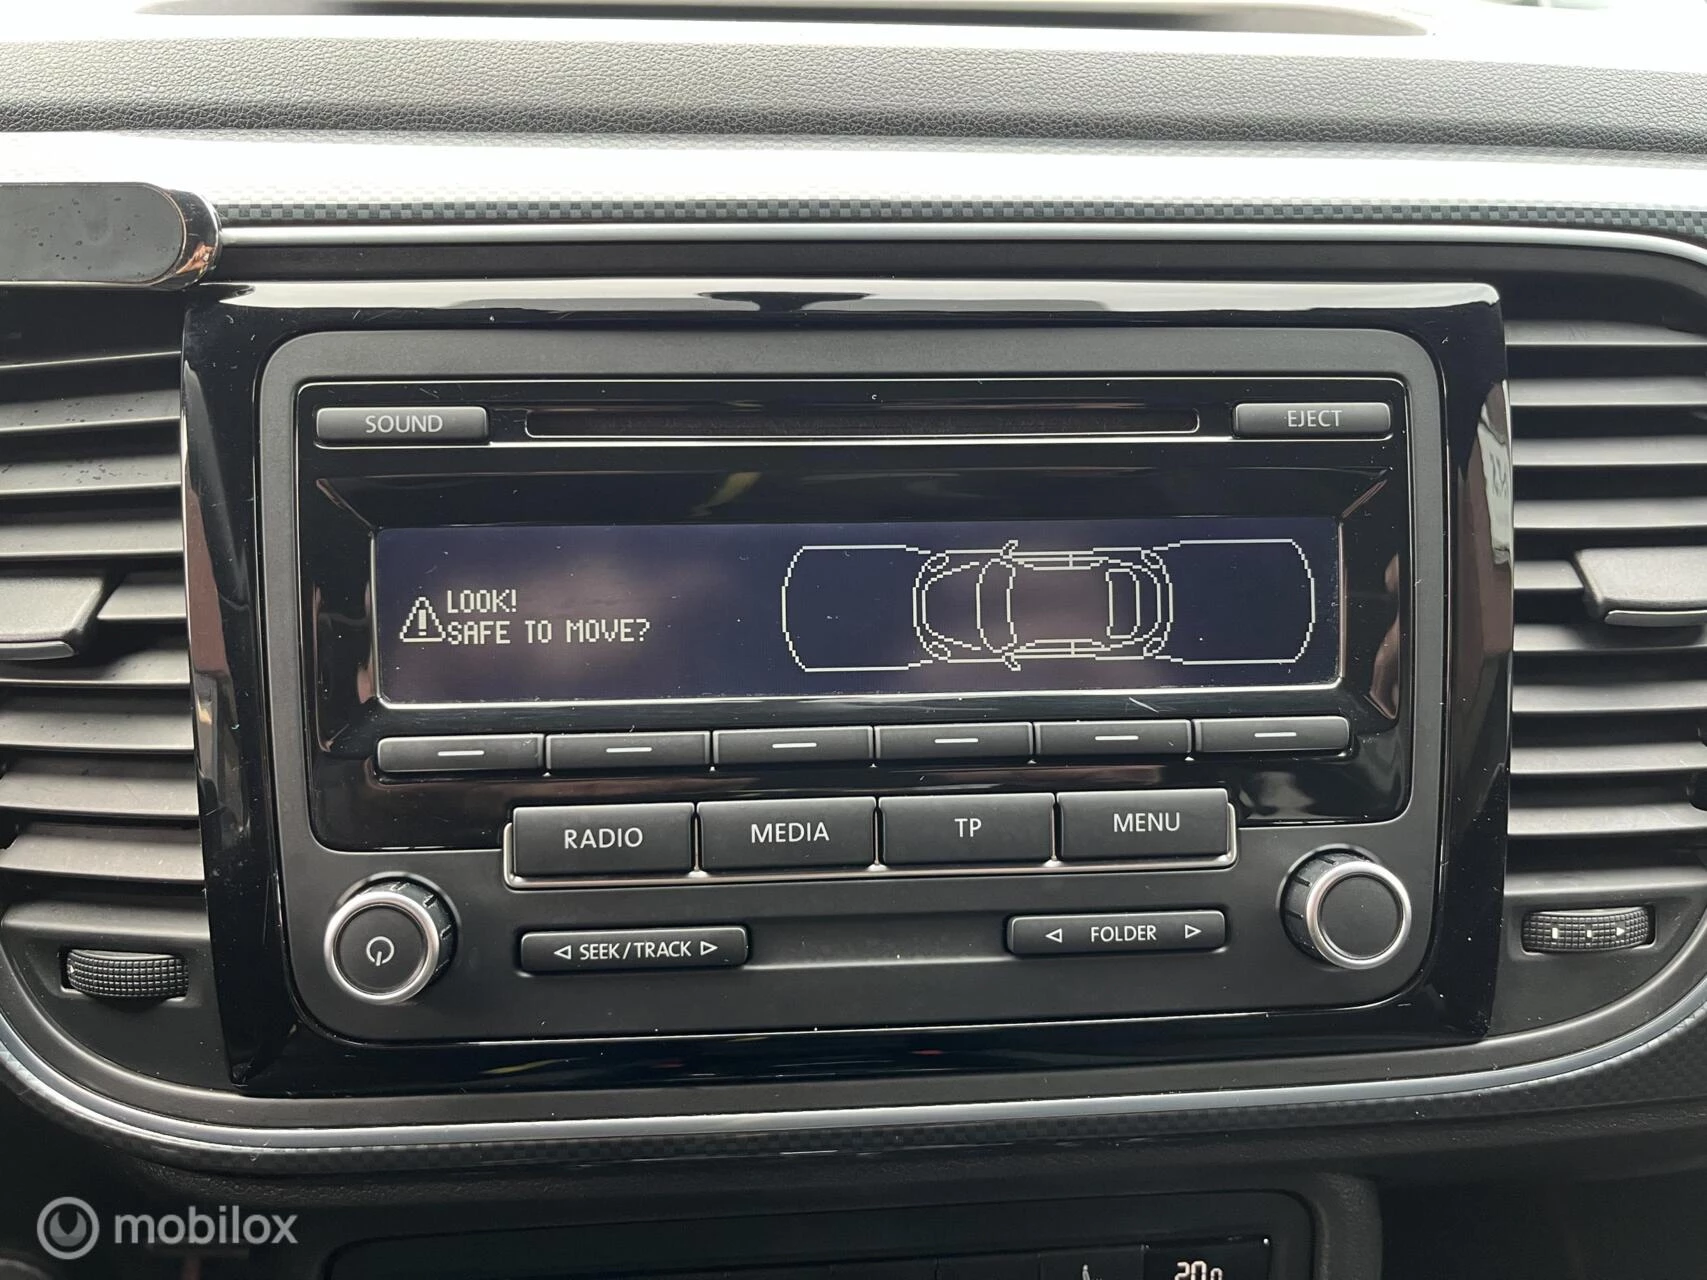 SOUND
EJECT
LOOK!
SAFE TO MOVE?
RADIO
MEDIA
TP
MENU
SEEK/TRACK
FOLDER
mobilox